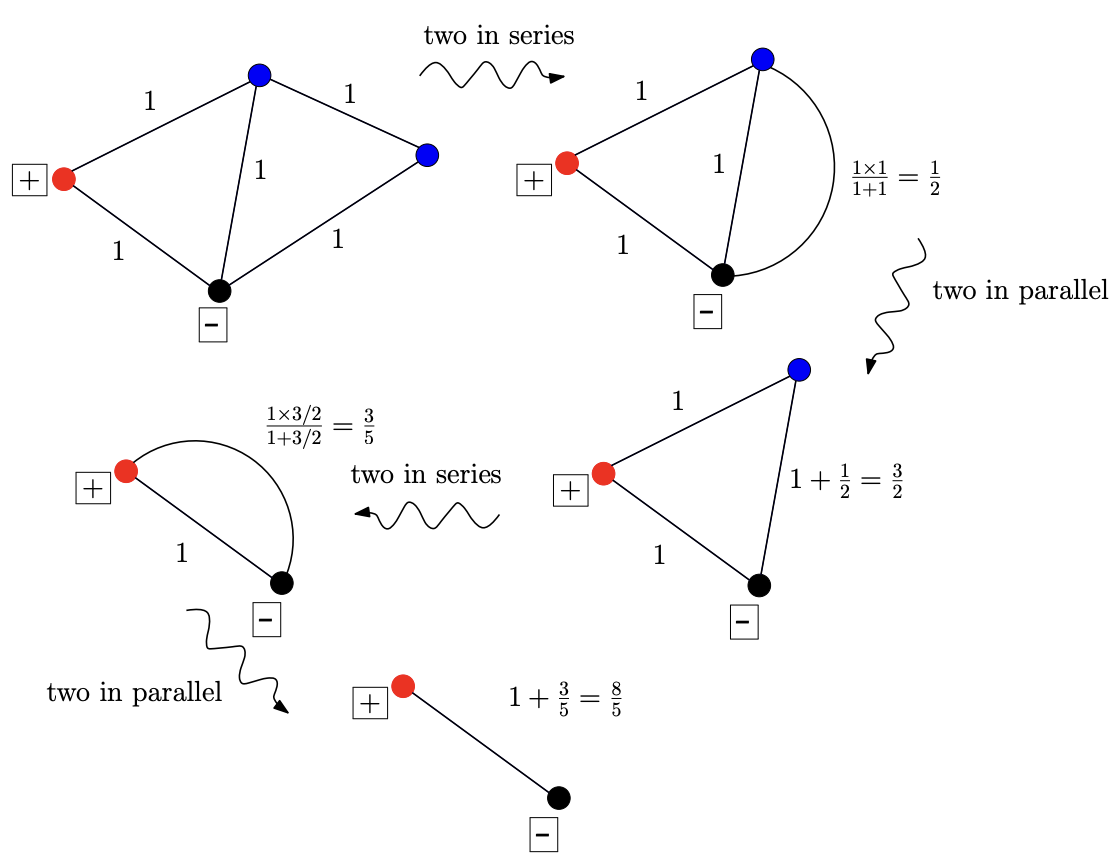 two in series
1
1
1
+
1
1
−
1
1
+
1
−
\frac{1×1}{1+1} = \frac{1}{2}
two in parallel
1
+
1
1 + \frac{1}{2} = \frac{3}{2}
−
two in series
\frac{1×3/2}{1+3/2} = \frac{3}{5}
+
1
−
two in parallel
+
1 + \frac{3}{5} = \frac{8}{5}
−